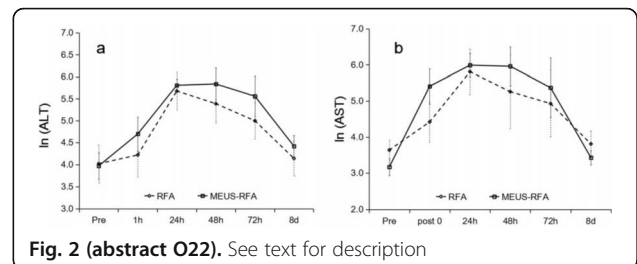 a
b
7.0
6.5
6.0
5.5
5.0
4.5
4.0
3.5
3.0
ln (ALT)
Pre 1h 24h 48h 72h 8d
RFA MEUS-RFA
7.0
6.0
5.0
4.0
3.0
2.0
ln (AST)
Pre post 0 24h 48h 72h 8d
RFA MEUS-RFA
Fig. 2 (abstract O22). See text for description